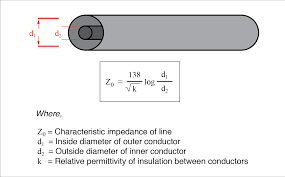 d₁ d₂
Z₀ = 138/√k log d₁/d₂
Where,
Z₀ = Characteristic impedance of line
d₁ = Inside diameter of outer conductor
d₂ = Outside diameter of inner conductor
k = Relative permittivity of insulation between conductors